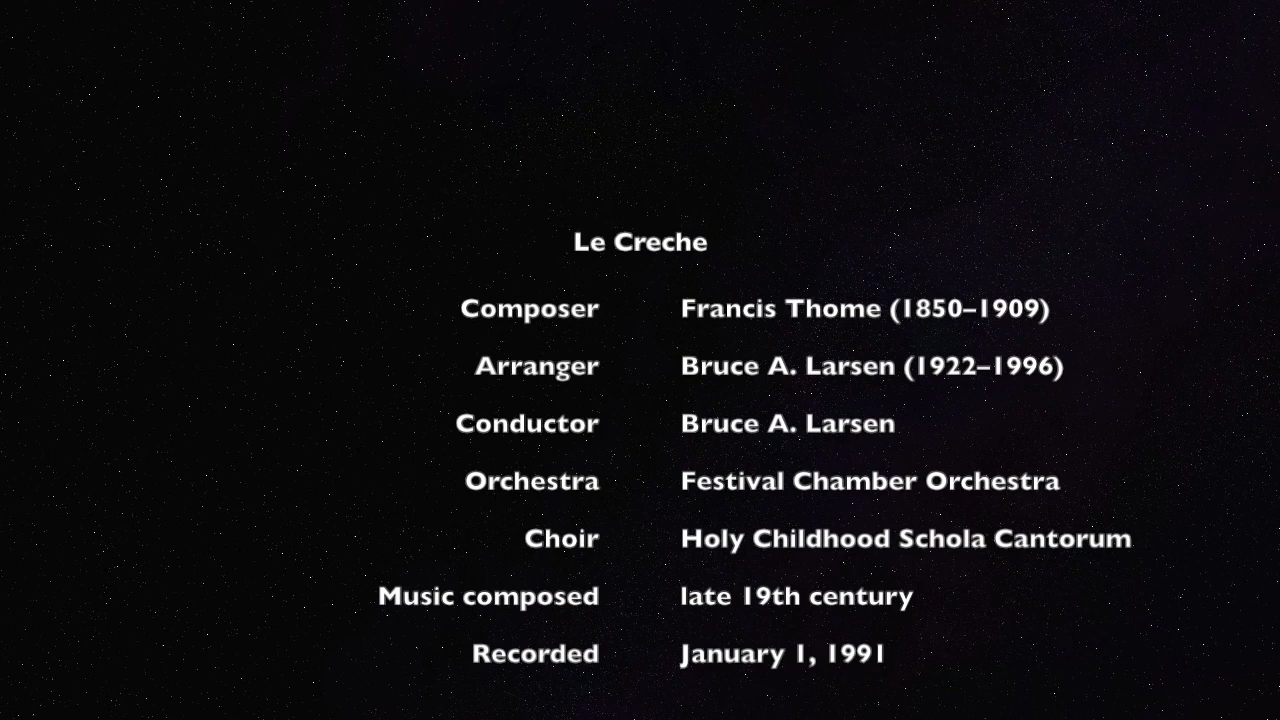 Le Creche
Composer Francis Thome (1850–1909)
Arranger Bruce A. Larsen (1922–1996)
Conductor Bruce A. Larsen
Orchestra Festival Chamber Orchestra
Choir Holy Childhood Schola Cantorum
Music composed late 19th century
Recorded January 1, 1991